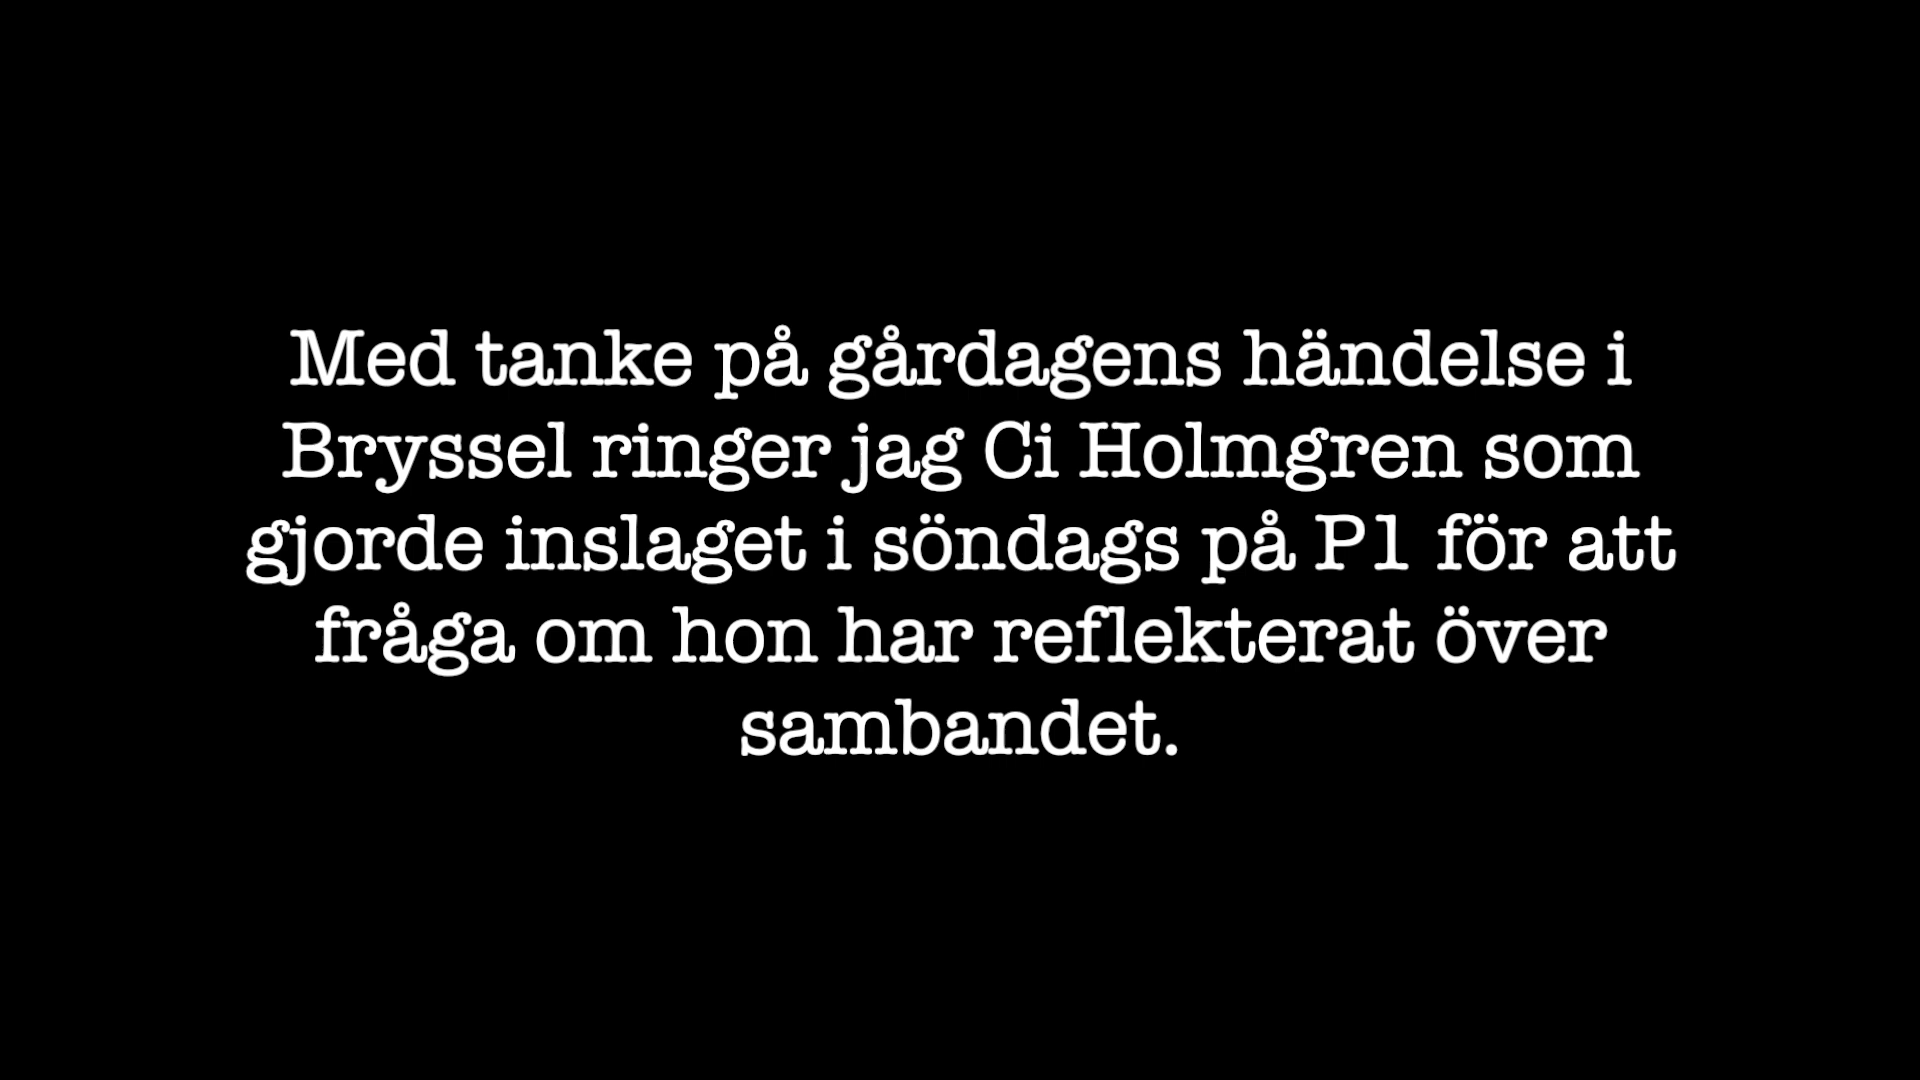 Med tanke på gårdagens händelse i
Bryssel ringer jag Ci Holmgren som
gjorde inslaget i söndags på P1 för att
fråga om hon har reflekterat över
sambandet.